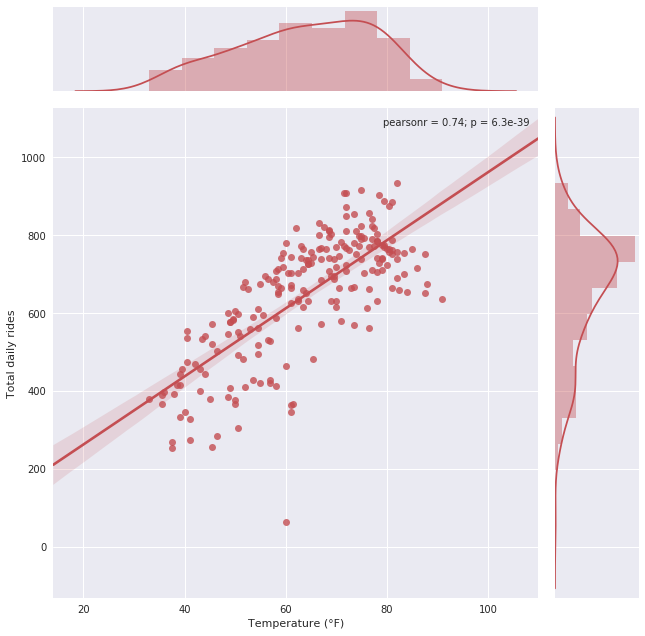 pearsonr = 0.74; p = 6.3e-39
1000
800
600
400
200
0
Total daily rides
20 40 60 80 100
Temperature (°F)